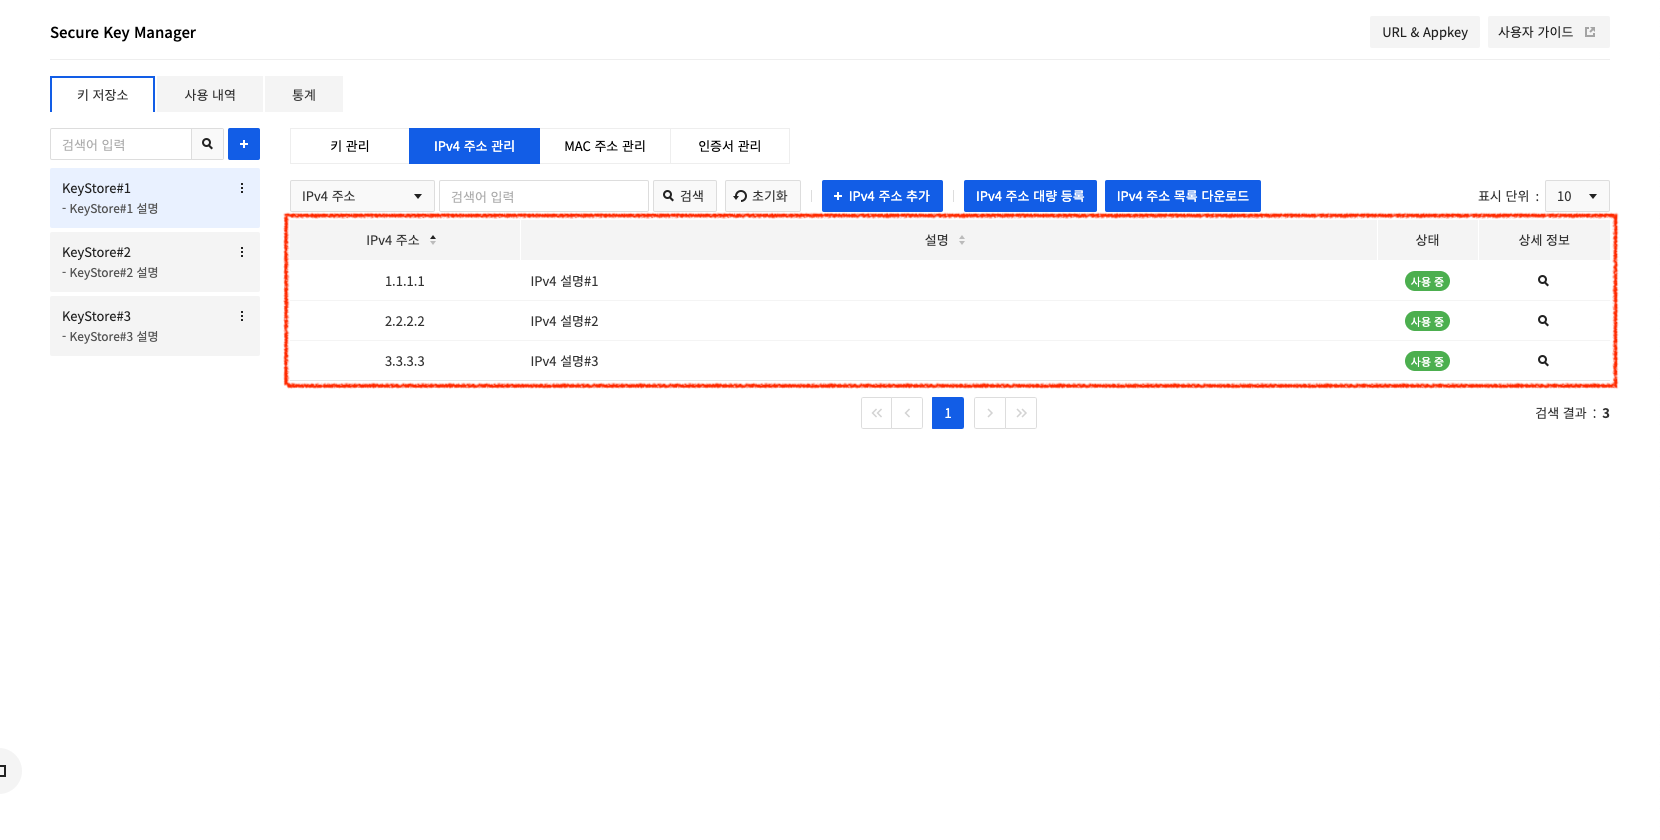 Secure Key Manager
URL & Appkey
사용자 가이드
키 저장소
사용 내역
통계
검색어 입력
+
KeyStore#1
- KeyStore#1 설명
KeyStore#2
- KeyStore#2 설명
KeyStore#3
- KeyStore#3 설명
키 관리
IPv4 주소 관리
MAC 주소 관리
인증서 관리
IPv4 주소
검색어 입력
검색
초기화
+ IPv4 주소 추가
IPv4 주소 대량 등록
IPv4 주소 목록 다운로드
표시 단위 : 10
IPv4 주소 설명 상태 상세 정보
1.1.1.1 IPv4 설명#1 사용 중
2.2.2.2 IPv4 설명#2 사용 중
3.3.3.3 IPv4 설명#3 사용 중
1
검색 결과 : 3